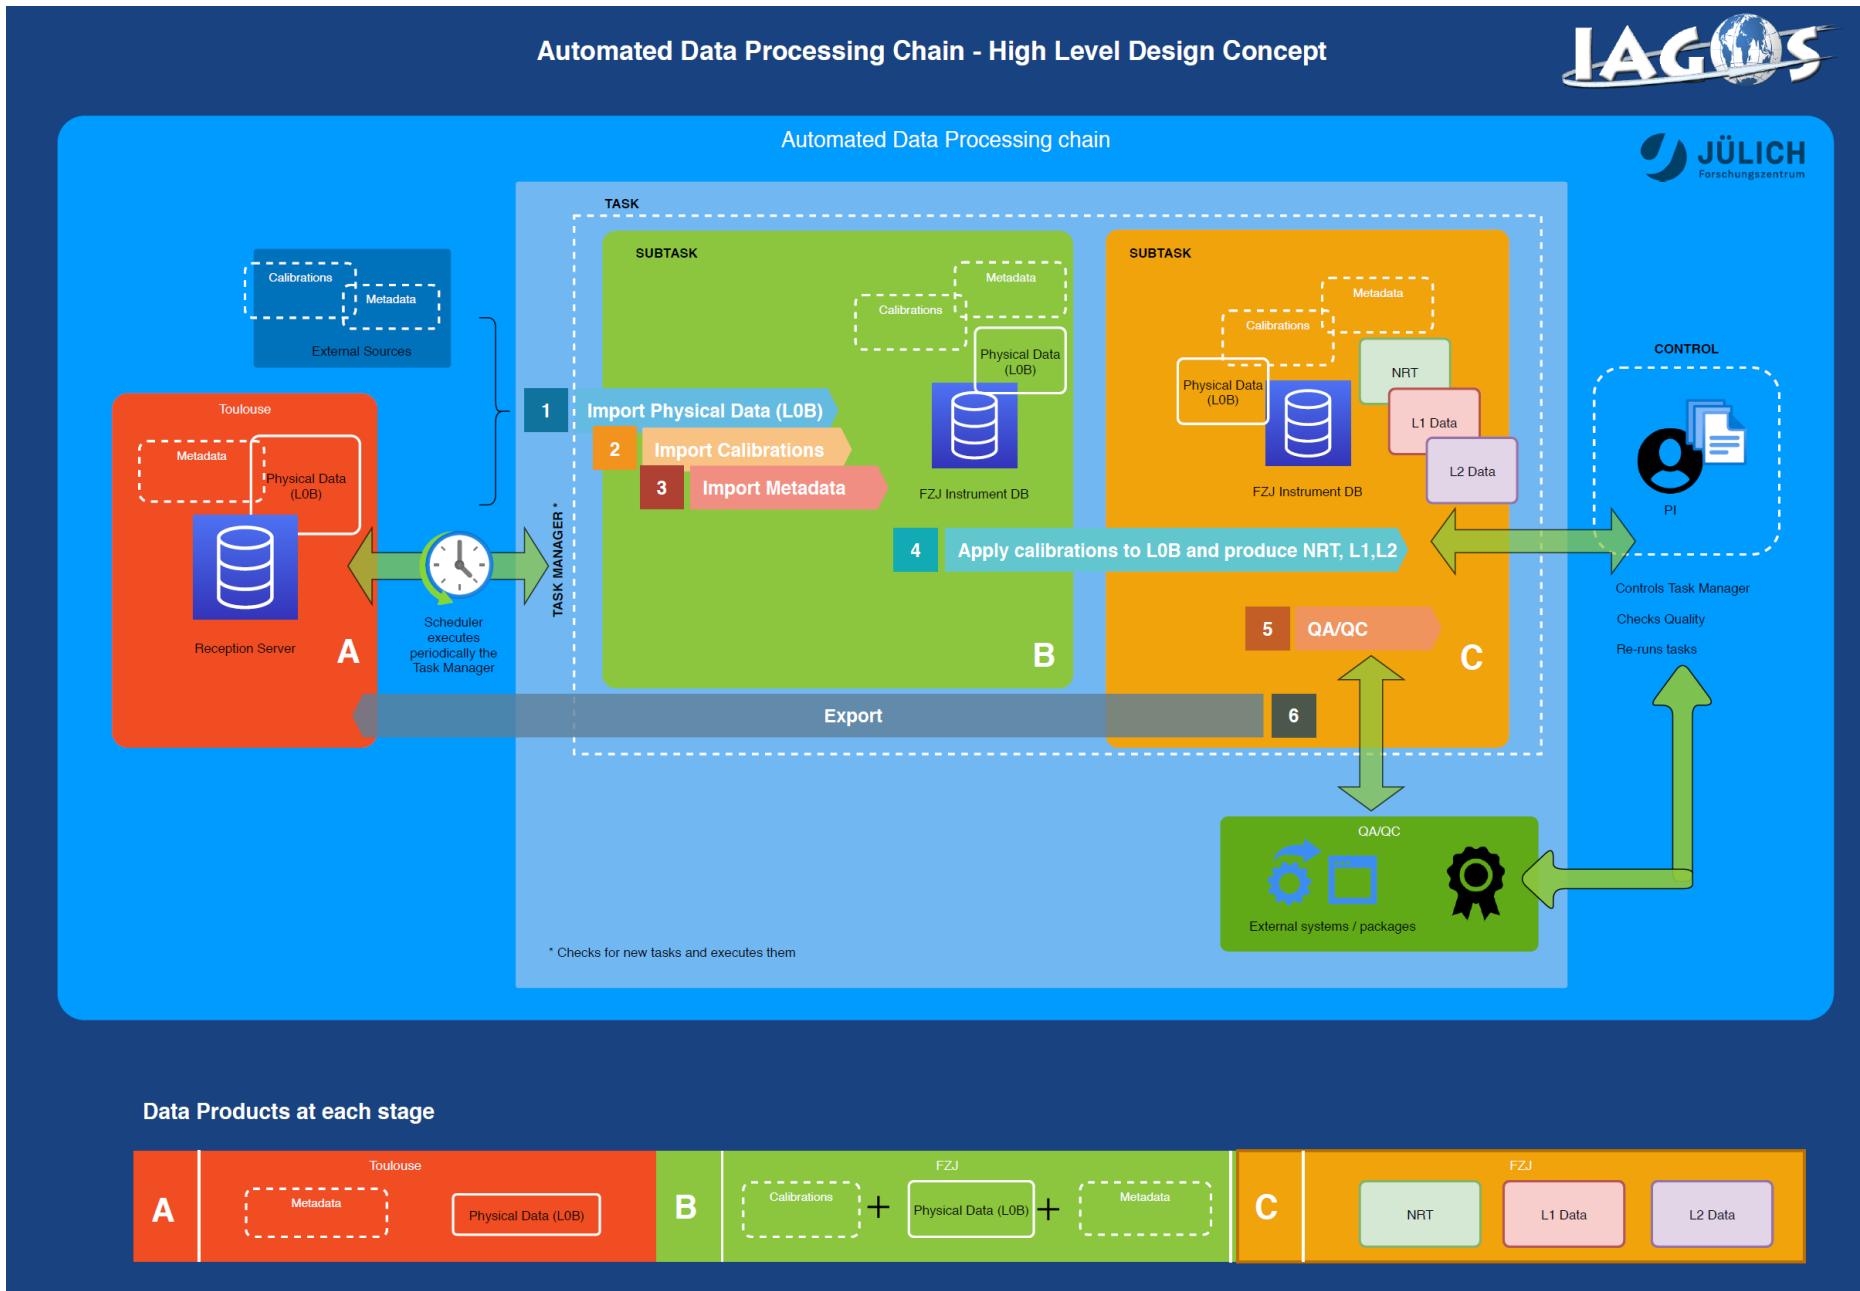 Automated Data Processing Chain - High Level Design Concept
IAGOS
Automated Data Processing chain
JÜLICH
Forschungszentrum
TASK
SUBTASK
Metadata
Calibrations
Physical Data
(L0B)
FZJ Instrument DB
SUBTASK
Metadata
Calibrations
Physical Data
(L0B)
NRT
L1 Data
L2 Data
FZJ Instrument DB
Calibrations
Metadata
External Sources
Toulouse
Metadata
Physical Data
(L0B)
Reception Server
A
Scheduler
executes
periodically the
Task Manager
TASK MANAGER *
1 Import Physical Data (L0B)
2 Import Calibrations
3 Import Metadata
4 Apply calibrations to L0B and produce NRT, L1,L2
5 QA/QC
B
C
Export 6
CONTROL
PI
Controls Task Manager
Checks Quality
Re-runs tasks
QA/QC
External systems / packages
* Checks for new tasks and executes them
Data Products at each stage
A
Toulouse
Metadata
Physical Data (L0B)
B
FZJ
Calibrations + Physical Data (L0B) + Metadata
C
FZJ
NRT
L1 Data
L2 Data